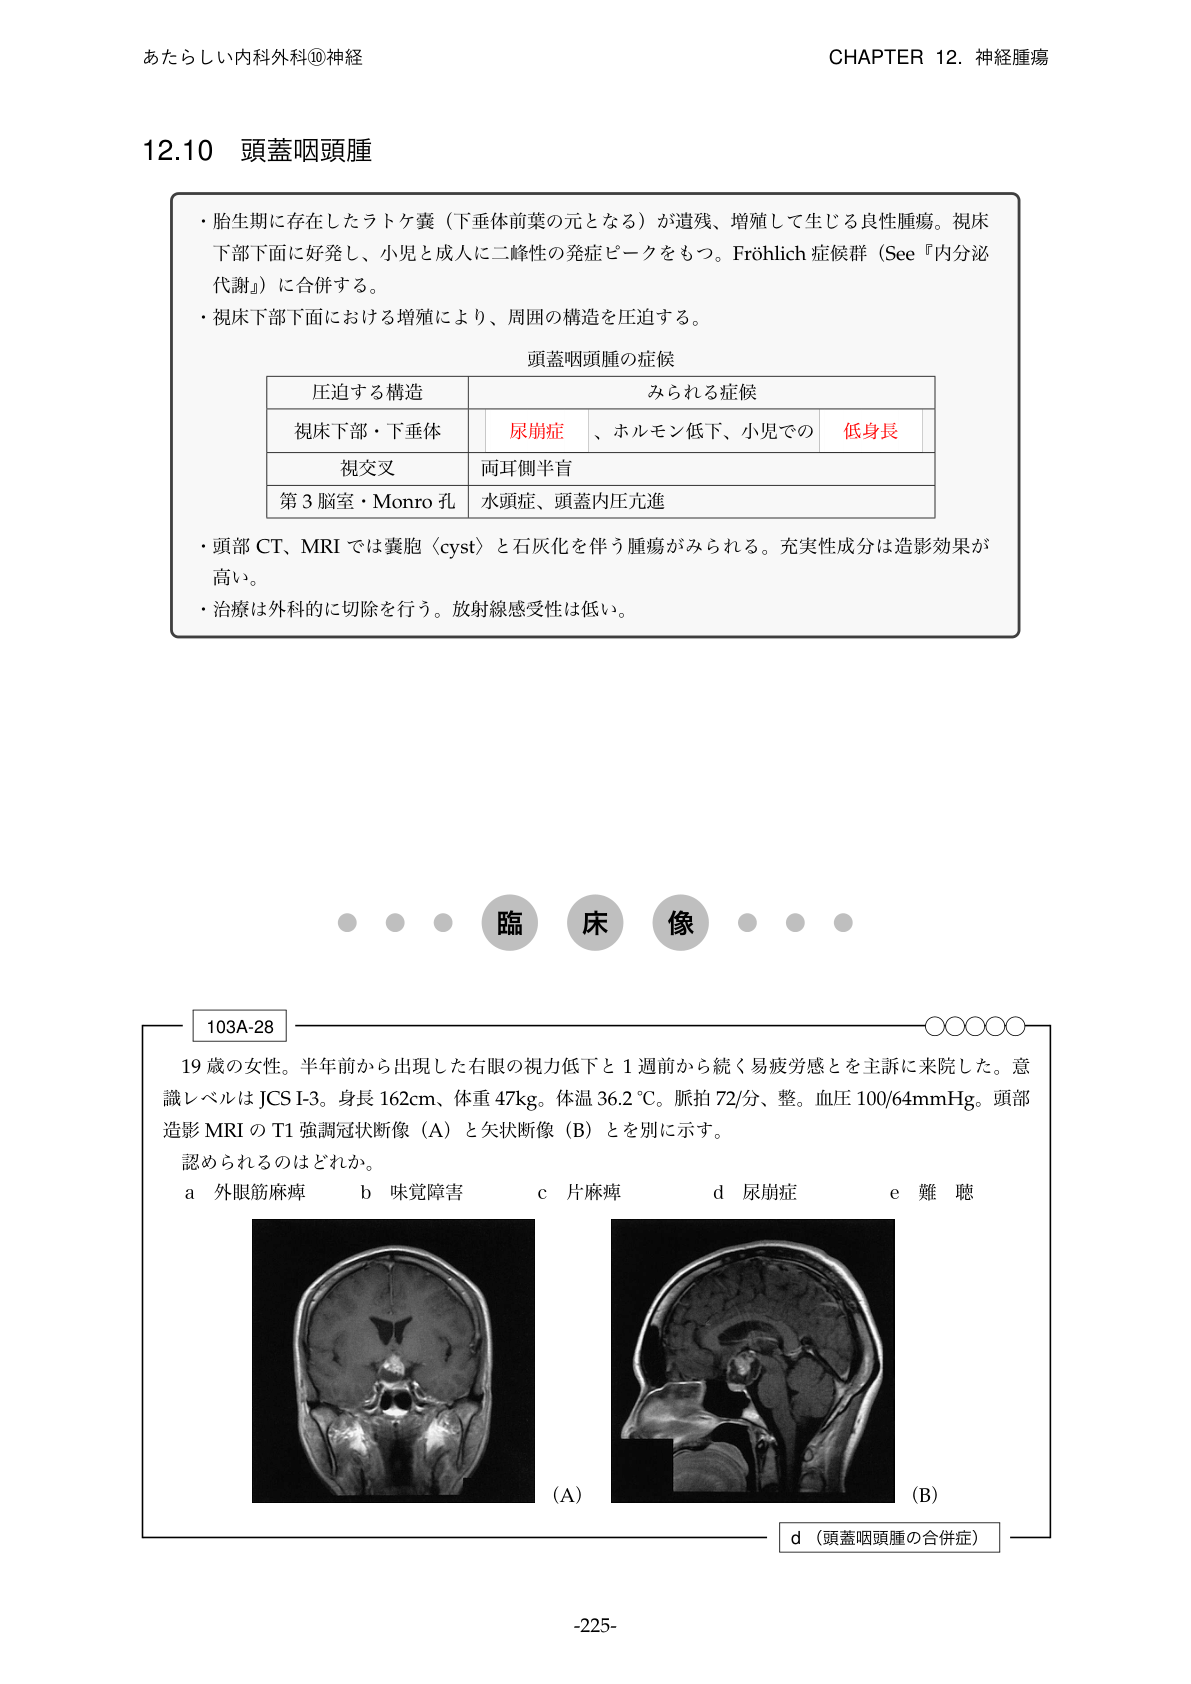 あたらしい内科外科⑩神経 CHAPTER 12. 神経腫瘍
12.10 頭蓋咽頭腫
・胎生期に存在したラトケ嚢（下垂体前葉の元となる）が遺残、増殖して生じる良性腫瘍。視床
下部下面に好発し、小児と成人に二峰性の発症ピークをもつ。Fröhlich 症候群（See『内分泌
代謝』）に合併する。
・視床下部下面における増殖により、周囲の構造を圧迫する。
頭蓋咽頭腫の症候
圧迫する構造 みられる症候
視床下部・下垂体 尿崩症 、ホルモン低下、小児での 低身長
視交叉 両耳側半盲
第 3 脳室・Monro 孔 水頭症、頭蓋内圧亢進
・頭部 CT、MRI では嚢胞〈cyst〉と石灰化を伴う腫瘍がみられる。充実性成分は造影効果が
高い。
・治療は外科的に切除を行う。放射線感受性は低い。
臨床像
103A-28 ○○○○○
19 歳の女性。半年前から出現した右眼の視力低下と 1 週前から続く易疲労感とを主訴に来院した。意
識レベルは JCS I-3。身長 162cm、体重 47kg。体温 36.2 ℃。脈拍 72/分、整。血圧 100/64mmHg。頭部
造影 MRI の T1 強調冠状断像（A）と矢状断像（B）とを別に示す。
認められるのはどれか。
a 外眼筋麻痺 b 味覚障害 c 片麻痺 d 尿崩症 e 難 聴
（A） （B）
d （頭蓋咽頭腫の合併症）
-225-